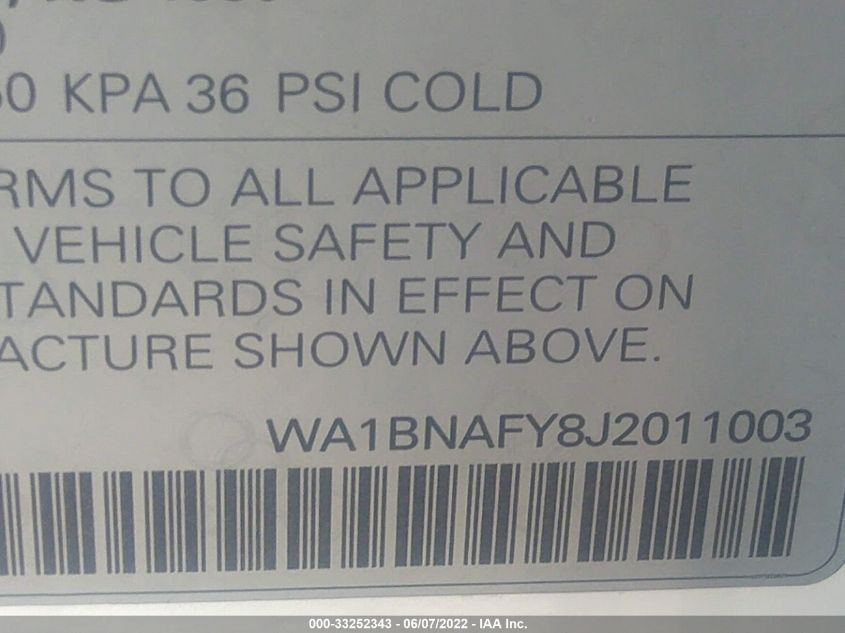 0 KPA 36 PSI COLD
RMS TO ALL APPLICABLE
VEHICLE SAFETY AND
TANDARDS IN EFFECT ON
ACTURE SHOWN ABOVE.
WA1BNAFY8J2011003
000-33252343 - 06/07/2022 - IAA Inc.